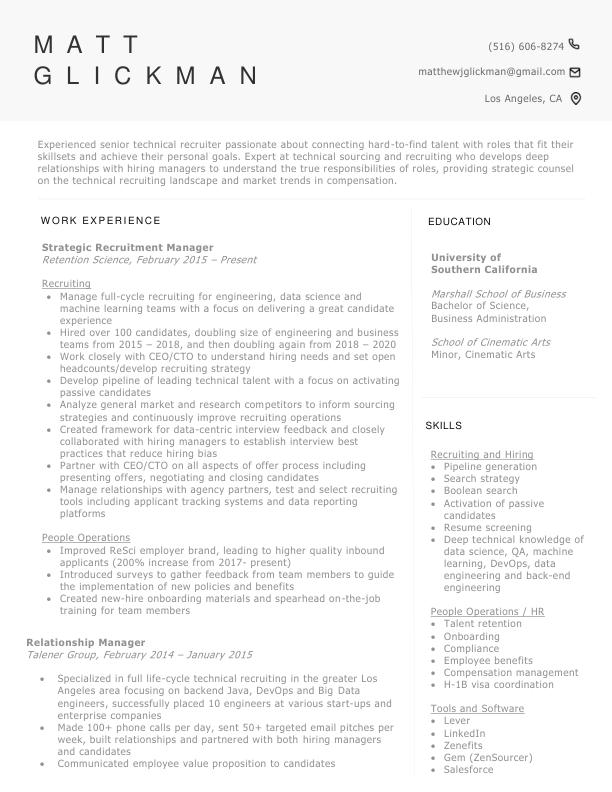 MATT
GLICKMAN
(516) 606-8274
matthewjglickman@gmail.com
Los Angeles, CA
Experienced senior technical recruiter passionate about connecting hard-to-find talent with roles that fit their
skillsets and achieve their personal goals. Expert at technical sourcing and recruiting who develops deep
relationships with hiring managers to understand the true responsibilities of roles, providing strategic counsel
on the technical recruiting landscape and market trends in compensation.
WORK EXPERIENCE
Strategic Recruitment Manager
Retention Science, February 2015 – Present
Recruiting
• Manage full-cycle recruiting for engineering, data science and
machine learning teams with a focus on delivering a great candidate
experience
• Hired over 100 candidates, doubling size of engineering and business
teams from 2015 – 2018, and then doubling again from 2018 – 2020
• Work closely with CEO/CTO to understand hiring needs and set open
headcounts/develop recruiting strategy
• Develop pipeline of leading technical talent with a focus on activating
passive candidates
• Analyze general market and research competitors to inform sourcing
strategies and continuously improve recruiting operations
• Created framework for data-centric interview feedback and closely
collaborated with hiring managers to establish interview best
practices that reduce hiring bias
• Partner with CEO/CTO on all aspects of offer process including
presenting offers, negotiating and closing candidates
• Manage relationships with agency partners, test and select recruiting
tools including applicant tracking systems and data reporting
platforms
People Operations
• Improved ReSci employer brand, leading to higher quality inbound
applicants (200% increase from 2017- present)
• Introduced surveys to gather feedback from team members to guide
the implementation of new policies and benefits
• Created new-hire onboarding materials and spearhead on-the-job
training for team members
Relationship Manager
Talener Group, February 2014 – January 2015
• Specialized in full life-cycle technical recruiting in the greater Los
Angeles area focusing on backend Java, DevOps and Big Data
engineers, successfully placed 10 engineers at various start-ups and
enterprise companies
• Made 100+ phone calls per day, sent 50+ targeted email pitches per
week, built relationships and partnered with both hiring managers
and candidates
• Communicated employee value proposition to candidates
EDUCATION
University of
Southern California
Marshall School of Business
Bachelor of Science,
Business Administration
School of Cinematic Arts
Minor, Cinematic Arts
SKILLS
Recruiting and Hiring
• Pipeline generation
• Search strategy
• Boolean search
• Activation of passive
candidates
• Resume screening
• Deep technical knowledge of
data science, QA, machine
learning, DevOps, data
engineering and back-end
engineering
People Operations / HR
• Talent retention
• Onboarding
• Compliance
• Employee benefits
• Compensation management
• H-1B visa coordination
Tools and Software
• Lever
• LinkedIn
• Zenefits
• Gem (ZenSourcer)
• Salesforce